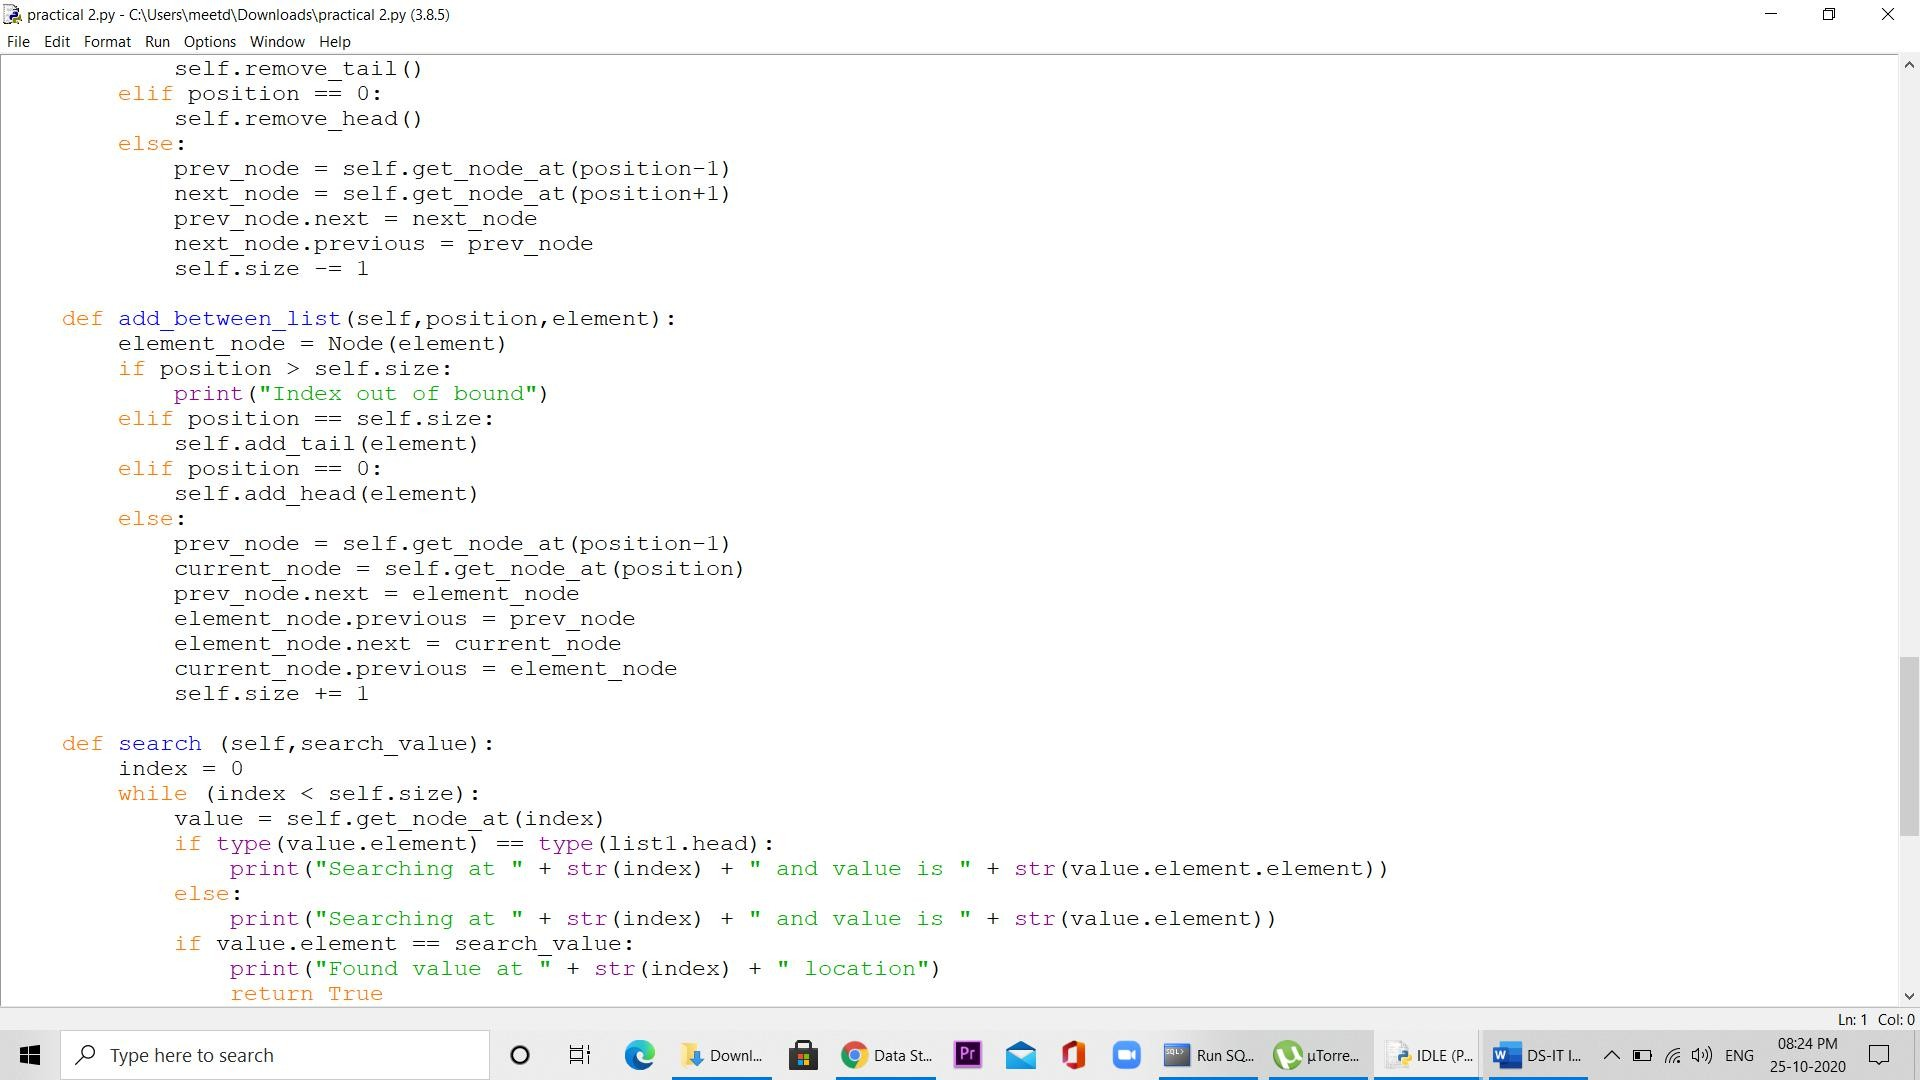 practical 2.py - C:\Users\meetd\Downloads\practical 2.py (3.8.5)
File Edit Format Run Options Window Help
            self.remove_tail()
        elif position == 0:
            self.remove_head()
        else:
            prev_node = self.get_node_at(position-1)
            next_node = self.get_node_at(position+1)
            prev_node.next = next_node
            next_node.previous = prev_node
            self.size -= 1

    def add_between_list(self,position,element):
        element_node = Node(element)
        if position > self.size:
            print("Index out of bound")
        elif position == self.size:
            self.add_tail(element)
        elif position == 0:
            self.add_head(element)
        else:
            prev_node = self.get_node_at(position-1)
            current_node = self.get_node_at(position)
            prev_node.next = element_node
            element_node.previous = prev_node
            element_node.next = current_node
            current_node.previous = element_node
            self.size += 1

    def search (self,search_value):
        index = 0
        while (index < self.size):
            value = self.get_node_at(index)
            if type(value.element) == type(list1.head):
                print("Searching at " + str(index) + " and value is " + str(value.element.element))
            else:
                print("Searching at " + str(index) + " and value is " + str(value.element))
            if value.element == search_value:
                print("Found value at " + str(index) + " location")
                return True
Ln: 1 Col: 0
Type here to search
Downl...
Data St...
Pr
SQL>
Run SQ...
µTorre...
IDLE (P...
W
DS-IT I...
ENG
08:24 PM
25-10-2020